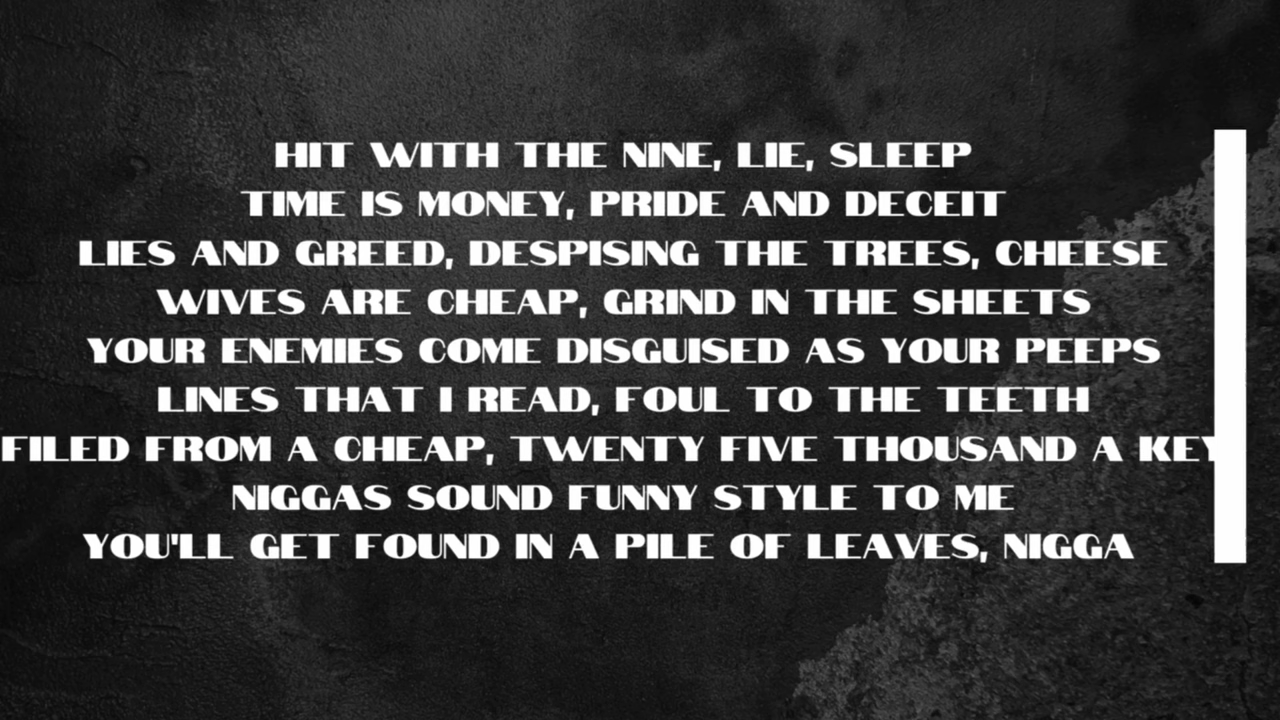 HIT WITH THE NINE, LIE, SLEEP
TIME IS MONEY, PRIDE AND DECEIT
LIES AND GREED, DESPISING THE TREES, CHEESE
WIVES ARE CHEAP, GRIND IN THE SHEETS
YOUR ENEMIES COME DISGUISED AS YOUR PEEPS
LINES THAT I READ, FOUL TO THE TEETH
FILED FROM A CHEAP, TWENTY FIVE THOUSAND A KEY
NIGGAS SOUND FUNNY STYLE TO ME
YOU'LL GET FOUND IN A PILE OF LEAVES, NIGGA